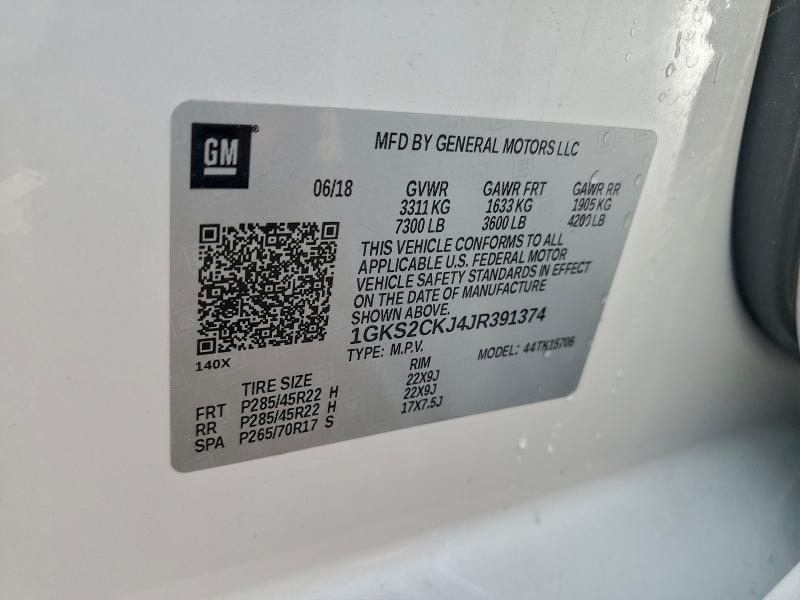 GM
MFD BY GENERAL MOTORS LLC
06/18 GVWR GAWR FRT GAWR RR
3311 KG 1633 KG 1905 KG
7300 LB 3600 LB 4200 LB
THIS VEHICLE CONFORMS TO ALL
APPLICABLE U.S. FEDERAL MOTOR
VEHICLE SAFETY STANDARDS IN EFFECT
ON THE DATE OF MANUFACTURE
SHOWN ABOVE.
1GKS2CKJ4JR391374
140X
TYPE: M.P.V. MODEL: 44TK15706
TIRE SIZE RIM
FRT P285/45R22 H 22X9J
RR P285/45R22 H 22X9J
SPA P265/70R17 S 17X7.5J